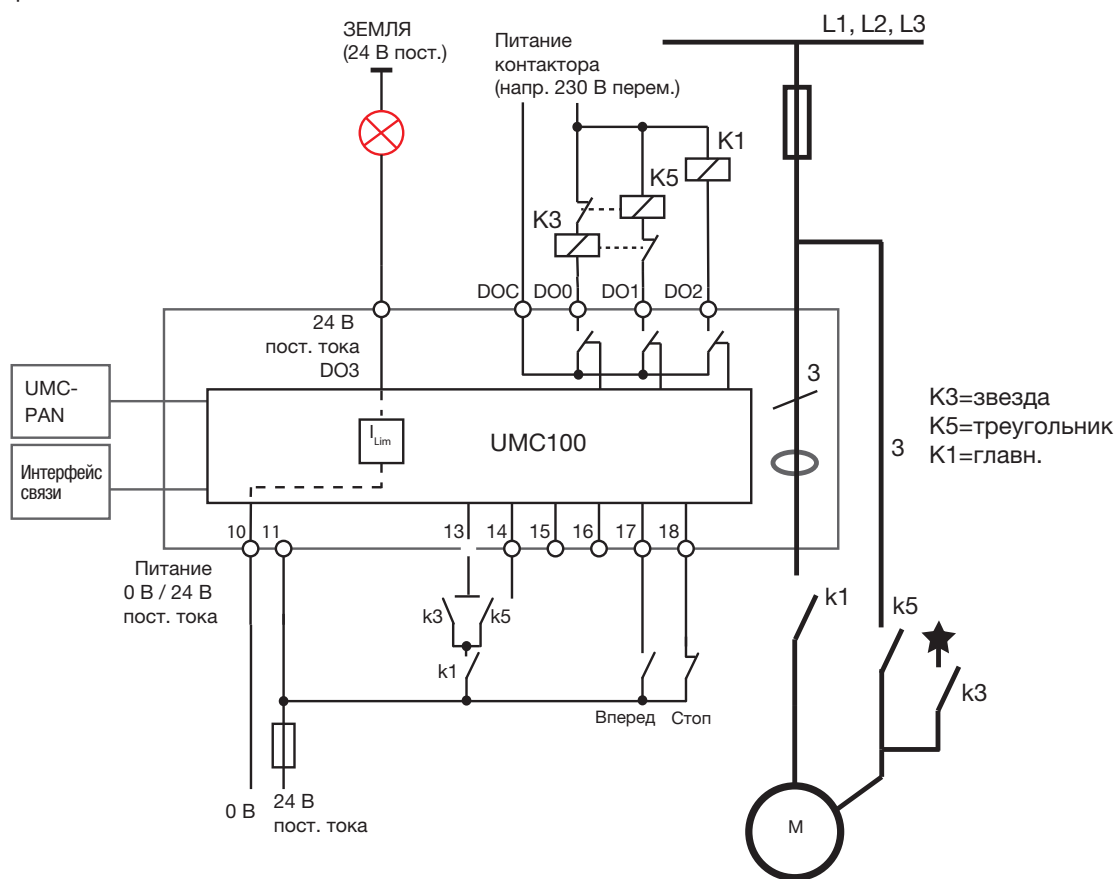 ЗЕМЛЯ
(24 В пост.)
Питание
контактора
(напр. 230 В перем.)
L1, L2, L3
K1
K5
K3
DOC
DO0
DO1
DO2
24 В
пост. тока
DO3
UMC-
PAN
Интерфейс
связи
I Lim
UMC100
3
3
K3=звезда
K5=треугольник
K1=главн.
10
11
13
14
15
16
17
18
Питание
0 В / 24 В
пост. тока
k3
k5
k1
Вперед
Стоп
0 В
24 В
пост. тока
k1
k5
k3
M